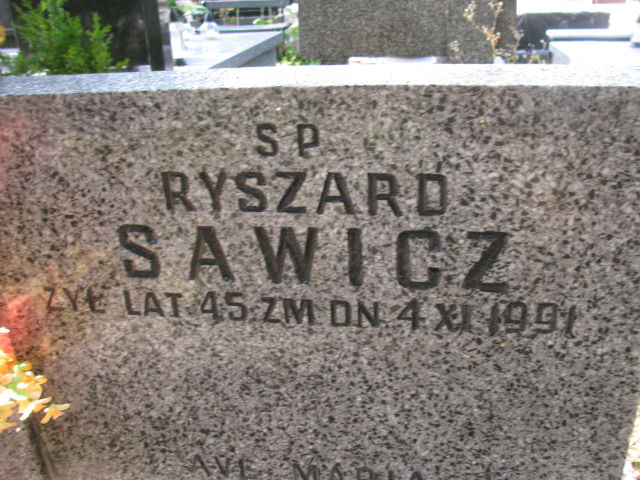 SP
RYSZARD
SAWICZ
ŻYŁ LAT 45 ZM DN 4 XI 1991
AVE MARIA